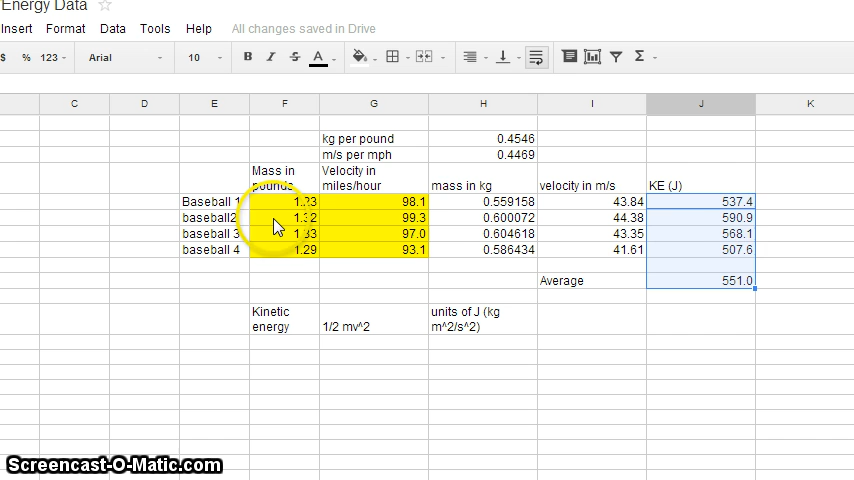 Energy Data
Insert Format Data Tools Help All changes saved in Drive
$ % 123 Arial 10 B I S A Σ
C D E F G H I J K
kg per pound 0.4546
m/s per mph 0.4469
Mass in pounds Velocity in miles/hour mass in kg velocity in m/s KE (J)
Baseball 1 1.23 98.1 0.559158 43.84 537.4
baseball2 1.32 99.3 0.600072 44.38 590.9
baseball 3 1.33 97.0 0.604618 43.35 568.1
baseball 4 1.29 93.1 0.586434 41.61 507.6
Average 551.0
Kinetic energy 1/2 mv^2 units of J (kg m^2/s^2)
Screencast-O-Matic.com